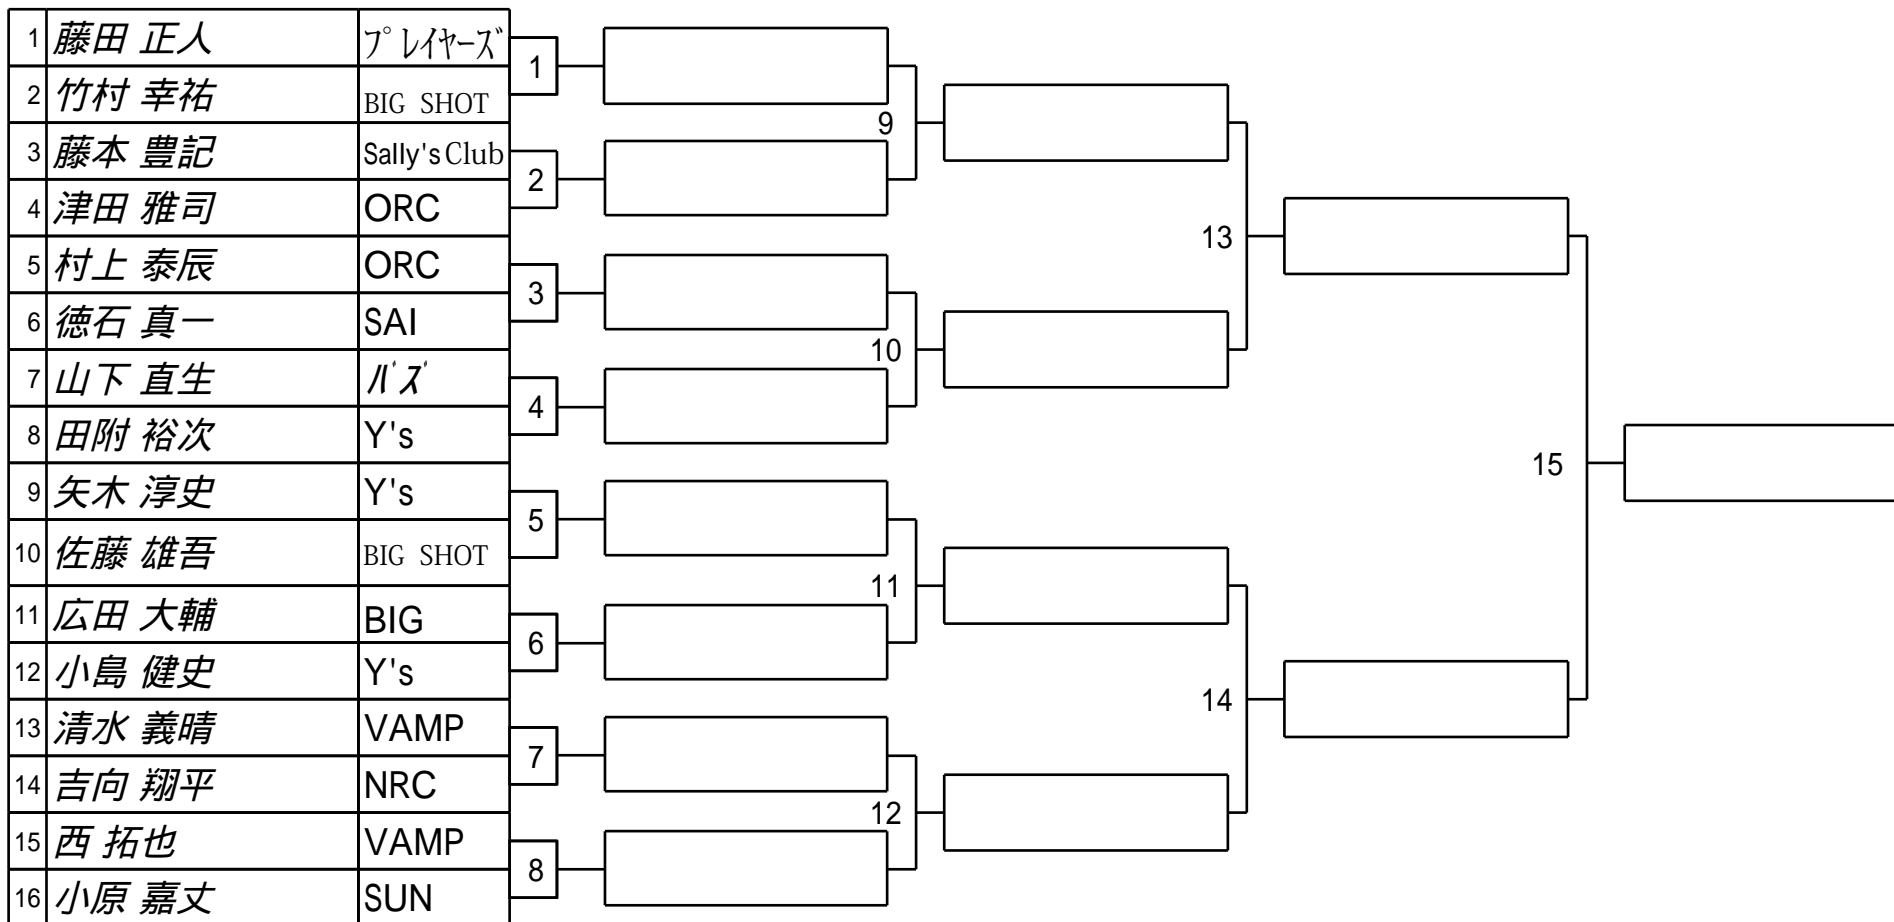 1 藤田 正人 プレイヤーズ
2 竹村 幸祐 BIG SHOT
3 藤本 豊記 Sally's Club
4 津田 雅司 ORC
5 村上 泰辰 ORC
6 徳石 真一 SAI
7 山下 直生 バズ
8 田附 裕次 Y's
9 矢木 淳史 Y's
10 佐藤 雄吾 BIG SHOT
11 広田 大輔 BIG
12 小島 健史 Y's
13 清水 義晴 VAMP
14 吉向 翔平 NRC
15 西 拓也 VAMP
16 小原 嘉丈 SUN
1
2
3
4
5
6
7
8
9
10
11
12
13
14
15